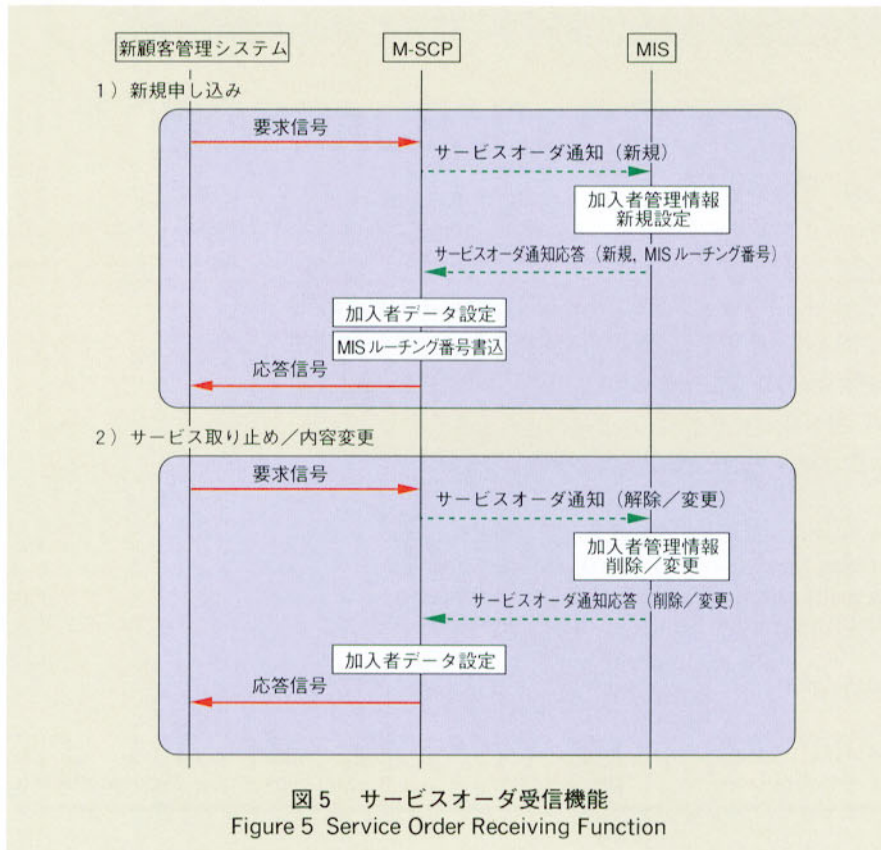 新顧客管理システム
M-SCP
MIS
1）新規申し込み
要求信号
サービスオーダ通知（新規）
加入者管理情報
新規設定
サービスオーダ通知応答（新規，MISルーチング番号）
加入者データ設定
MISルーチング番号書込
応答信号
2）サービス取り止め／内容変更
要求信号
サービスオーダ通知（解除／変更）
加入者管理情報
削除／変更
サービスオーダ通知応答（削除／変更）
加入者データ設定
応答信号
図5　サービスオーダ受信機能
Figure 5 Service Order Receiving Function